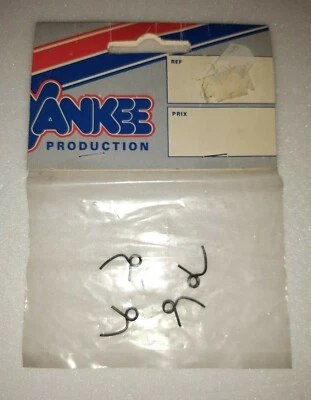 REF
YANKEE
PRIX
PRODUCTION